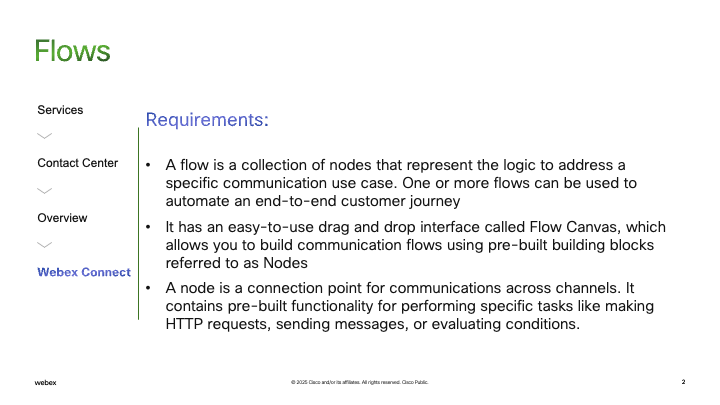 Flows
Services
Contact Center
Overview
Webex Connect
Requirements:
• A flow is a collection of nodes that represent the logic to address a
specific communication use case. One or more flows can be used to
automate an end-to-end customer journey
• It has an easy-to-use drag and drop interface called Flow Canvas, which
allows you to build communication flows using pre-built building blocks
referred to as Nodes
• A node is a connection point for communications across channels. It
contains pre-built functionality for performing specific tasks like making
HTTP requests, sending messages, or evaluating conditions.
webex
© 2025 Cisco and/or its affiliates. All rights reserved. Cisco Public.
2